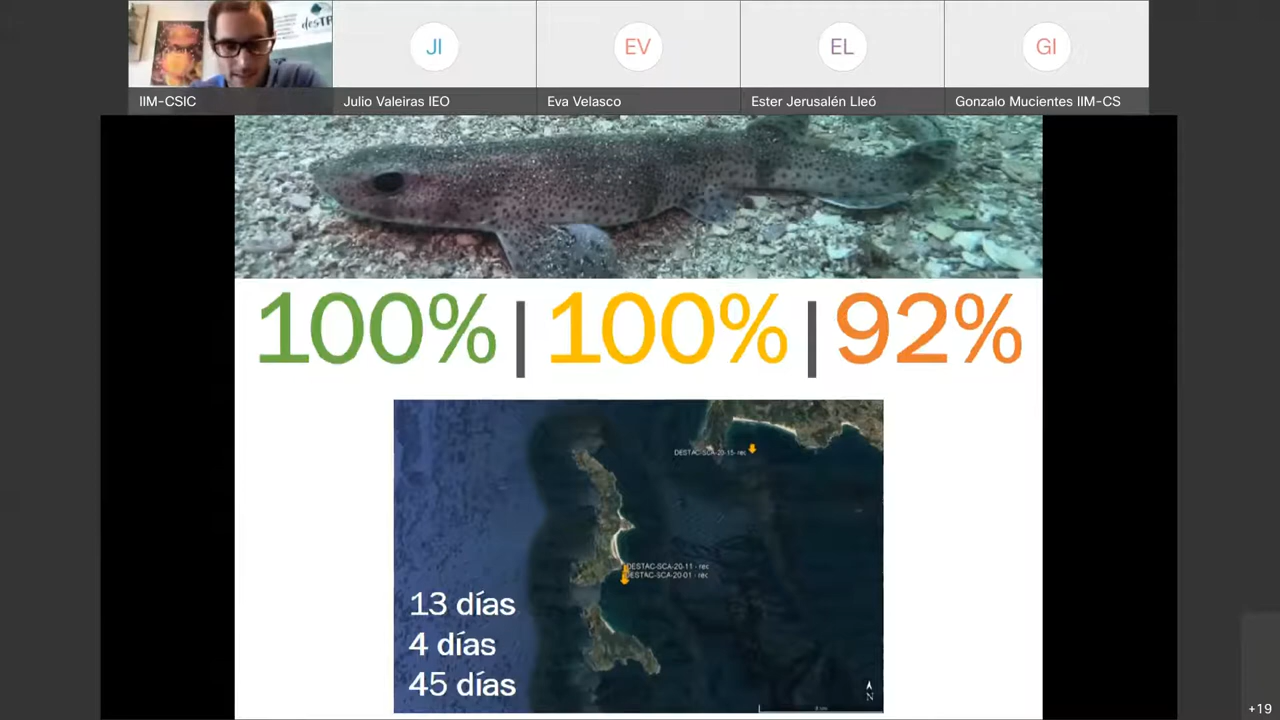 desT
JI
EV
EL
GI
IIM-CSIC
Julio Valeiras IEO
Eva Velasco
Ester Jerusalén Lleó
Gonzalo Mucientes IIM-CS
100% | 100% | 92%
DESTAC-SCA-20-15- rec
DESTAC-SCA-20-11 - rec
DESTAC-SCA-20-01 - rec
13 días
4 días
45 días
N
+19